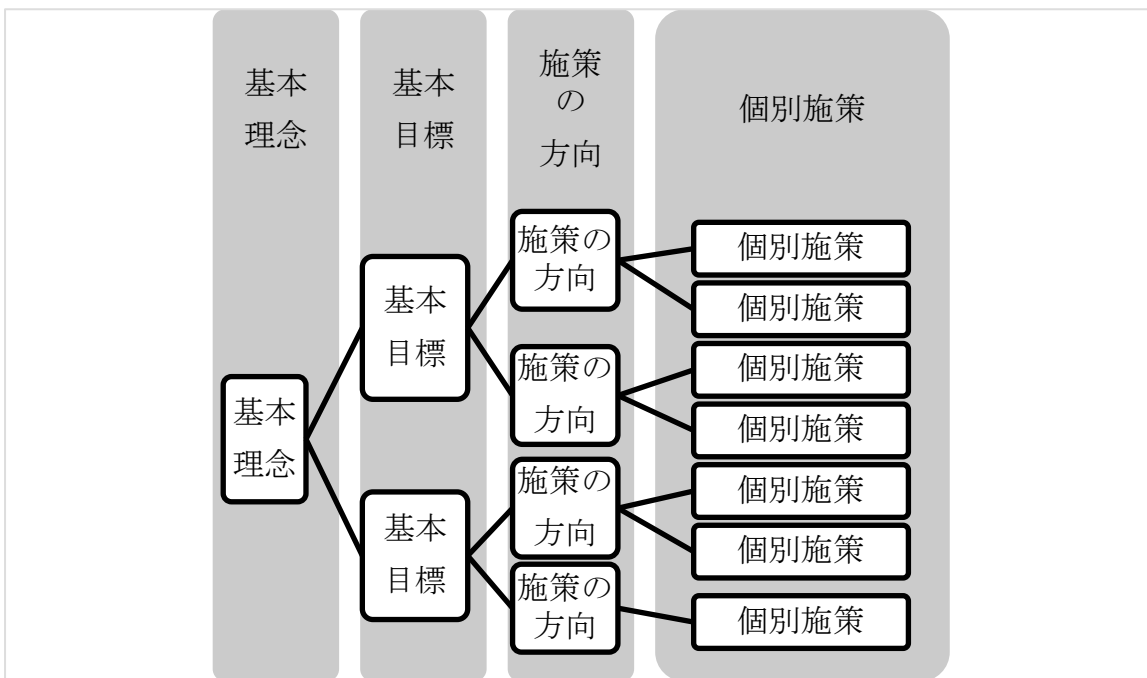 基本
理念
基本
目標
施策
の
方向
個別施策
基本
理念
基本
目標
基本
目標
施策の
方向
施策の
方向
施策の
方向
施策の
方向
個別施策
個別施策
個別施策
個別施策
個別施策
個別施策
個別施策